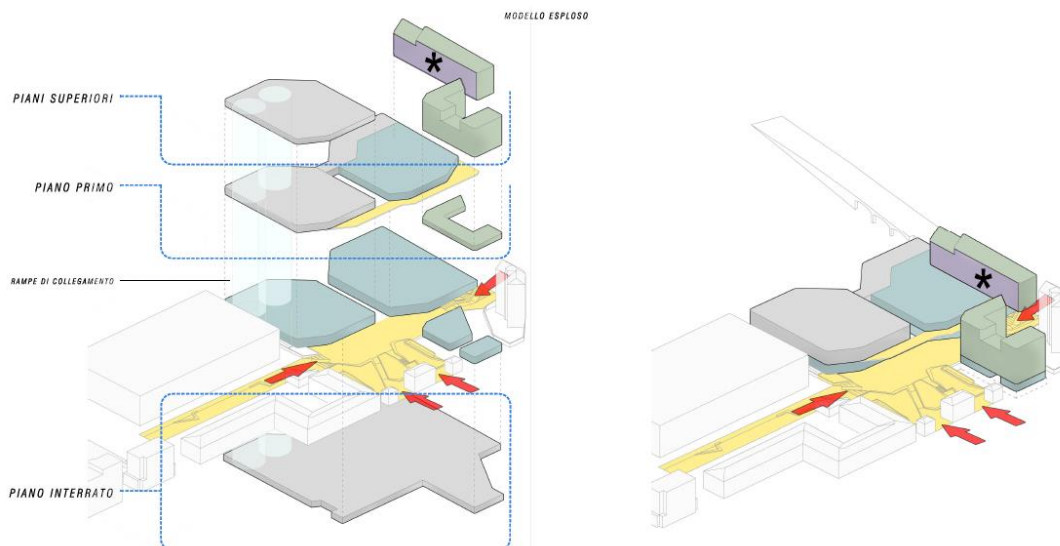 MODELLO ESPLOSO
*
PIANI SUPERIORI
PIANO PRIMO
RAMPE DI COLLEGAMENTO
*
PIANO INTERRATO